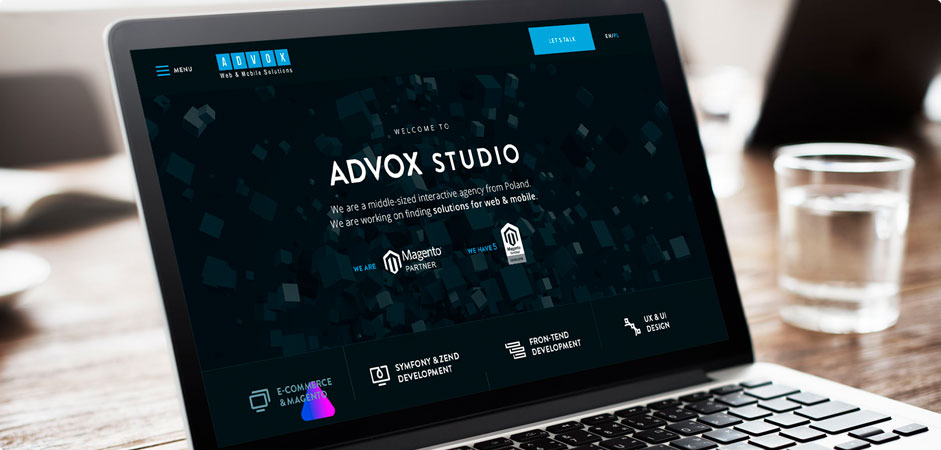 MENU
ADVOX
Web & Mobile Solutions
LET'S TALK
EN/PL
WELCOME TO
ADVOX STUDIO
We are a middle-sized interactive agency from Poland.
We are working on finding solutions for web & mobile.
WE ARE
Magento
PARTNER
WE HAVE 5
Magento
E-COMMERCE
& MAGENTO
SYMFONY & ZEND
DEVELOPMENT
FRON-TEND
DEVELOPMENT
UX & UI
DESIGN